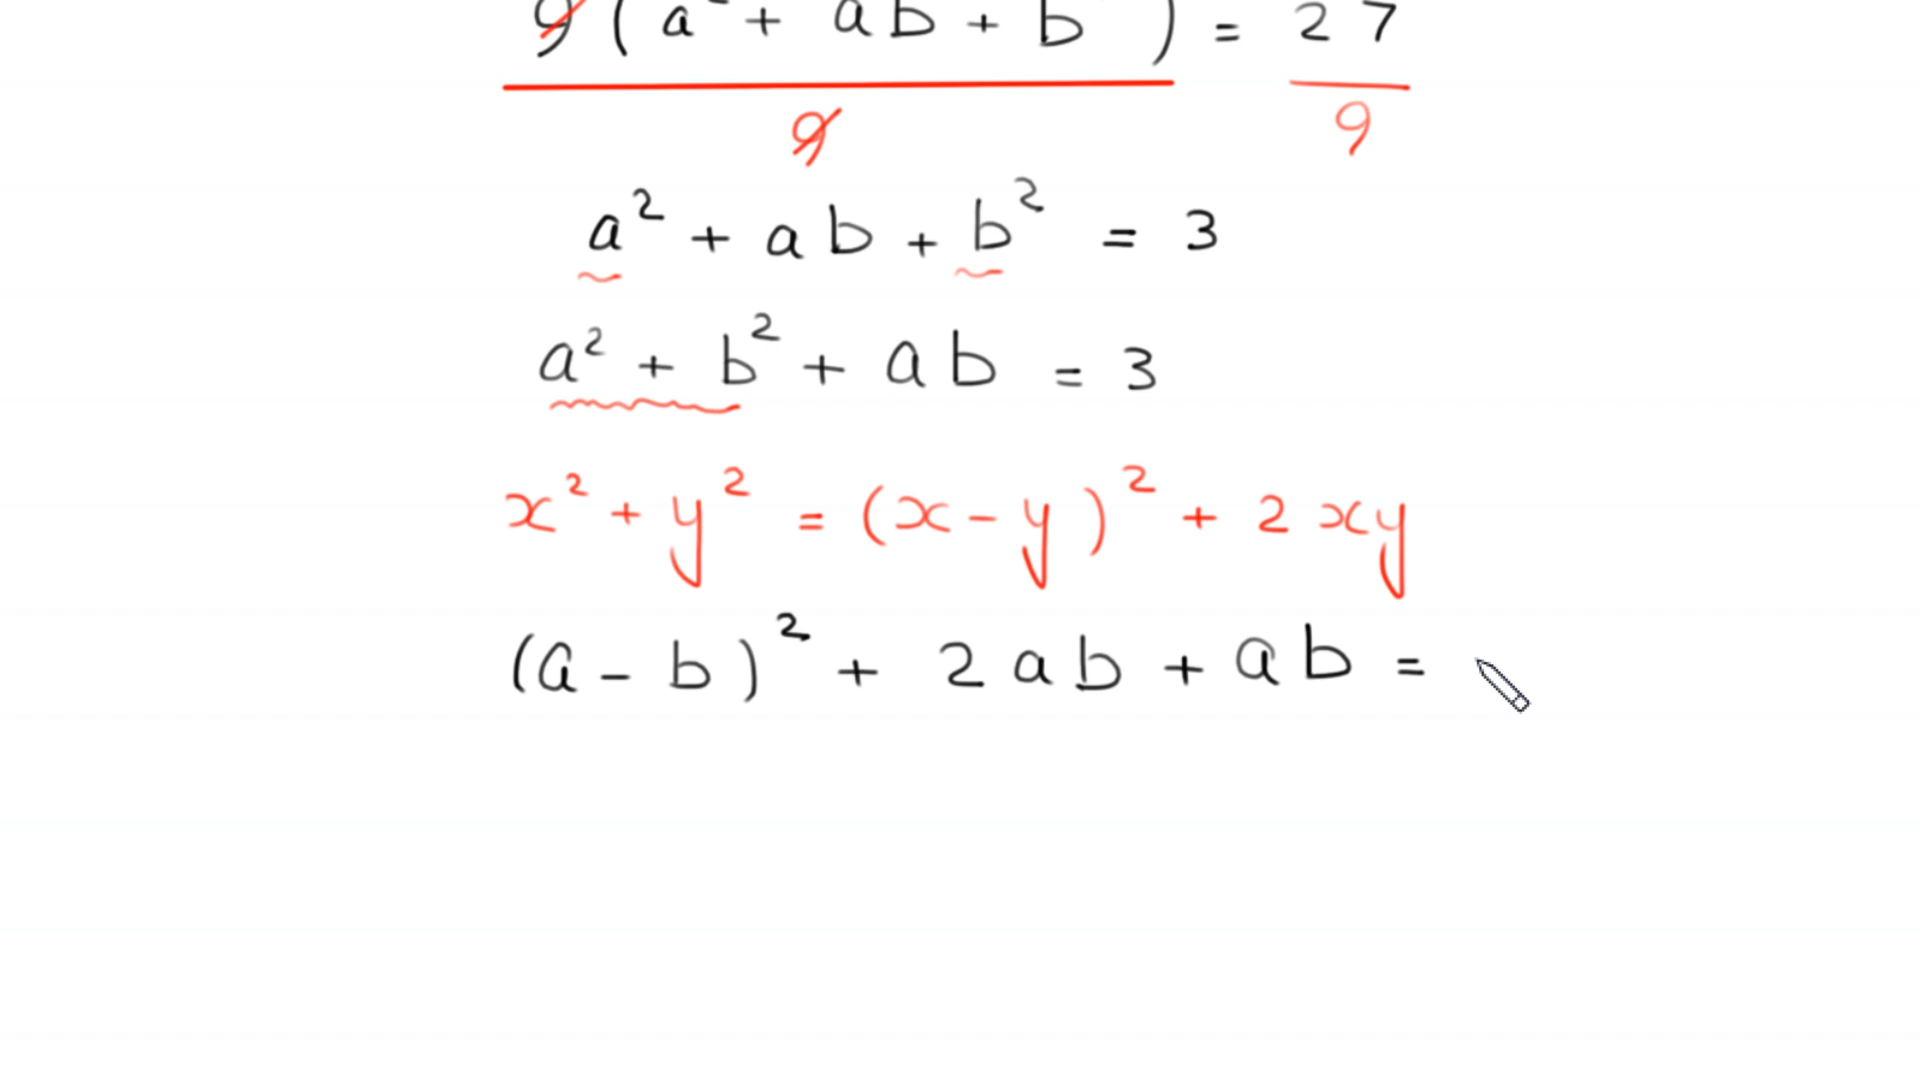 9 ( a² + ab + b² ) = 27
9 9
a² + ab + b² = 3
a² + b² + ab = 3
x² + y² = (x - y)² + 2xy
(a - b)² + 2ab + ab =